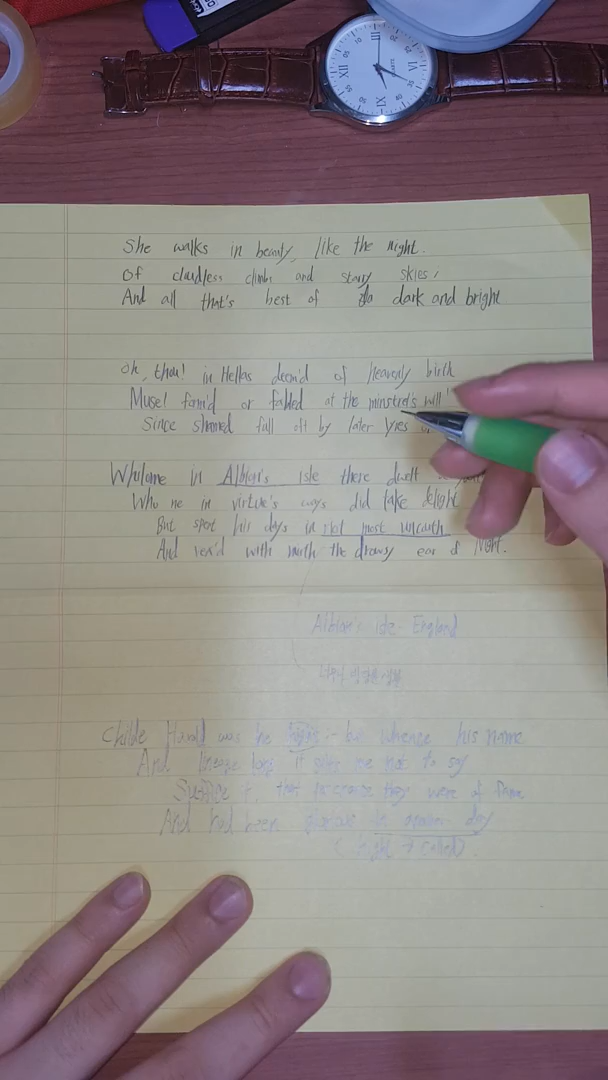 She walks in beauty, like the night.
Of cloudless climbs and starry skies;
And all that's best of dark and bright
Oh, thou! in Hellas deem'd of heavenly birth
Muse! form'd or fabled at the minstrel's will!
Since shamed full oft by later lyres
Whilome in Albion's isle there dwelt
Who ne in virtue's ways did take delight
But spent his days in riot most uncouth
And vex'd with mirth the drowsy ear of Night.
Albion's isle England
Childe Harold was he hight:- but whence his name
And lineage long it suits me not to say
Suffice it, that perchance they were of fame
And had been glorious in another day
( hight → called)